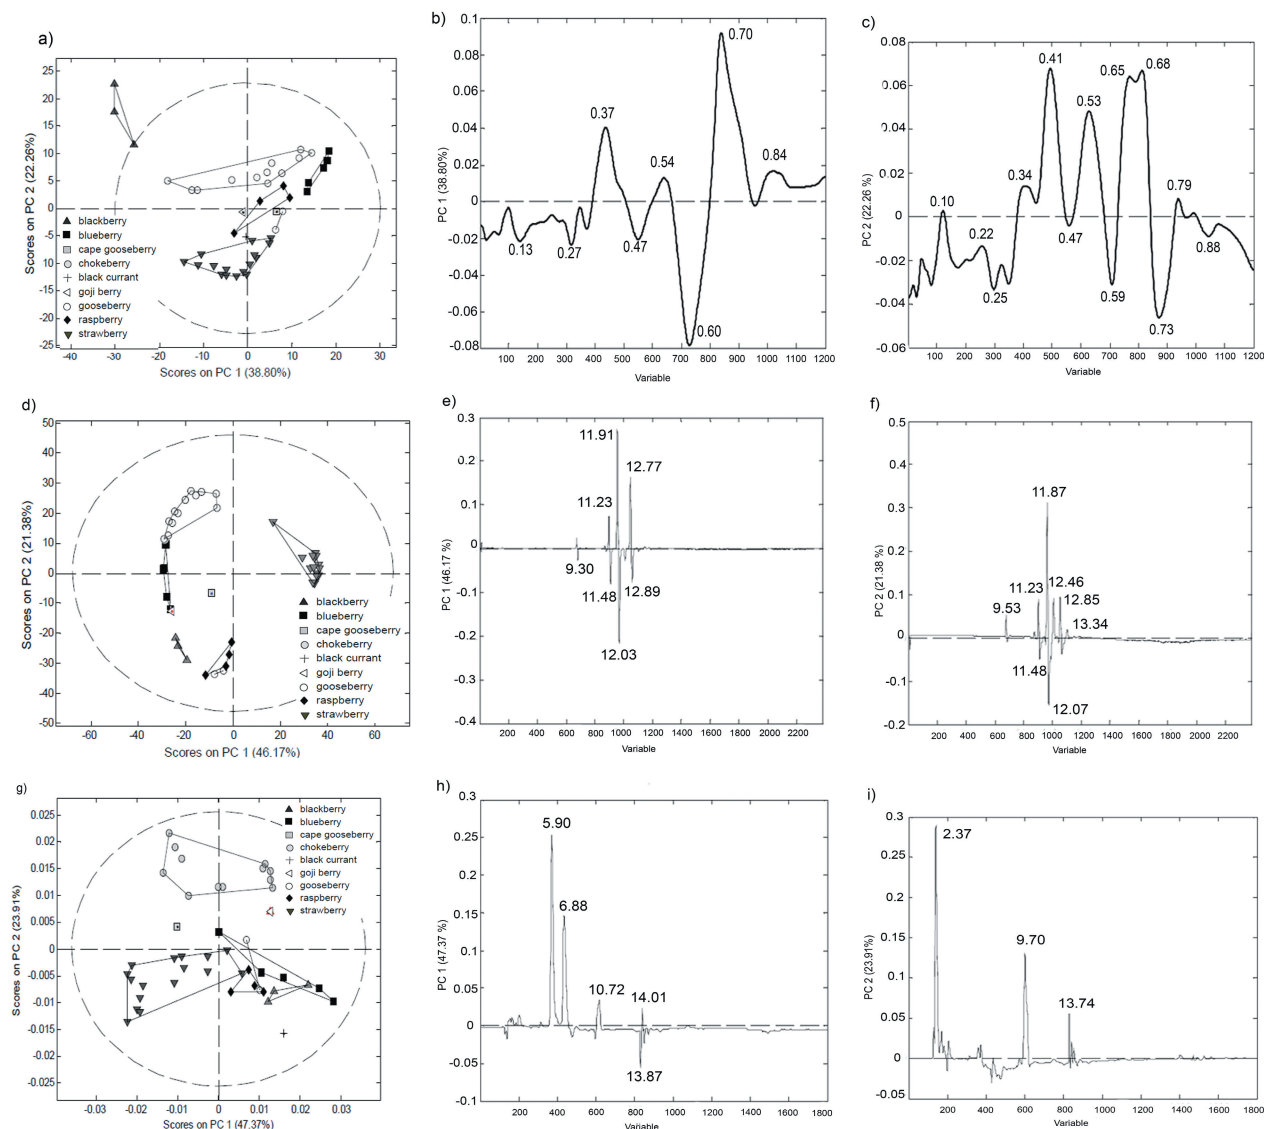 a)
Scores on PC 2 (22.26%)
25
20
15
10
5
0
-5
-10
-15
-20
-25
-40
-30
-20
-10
0
10
20
30
Scores on PC 1 (38.80%)
blackberry
blueberry
cape gooseberry
chokeberry
black currant
goji berry
gooseberry
raspberry
strawberry
b)
PC 1 (38.80%)
0.1
0.08
0.06
0.04
0.02
0
-0.02
-0.04
-0.06
-0.08
0.70
0.37
0.54
0.84
0.13
0.27
0.47
0.60
100 200 300 400 500 600 700 800 900 1000 1100 1200
Variable
c)
PC 2 (22.26 %)
0.08
0.06
0.04
0.02
0
-0.02
-0.04
-0.06
0.41
0.65
0.68
0.53
0.34
0.79
0.10
0.22
0.47
0.88
0.25
0.59
0.73
100 200 300 400 500 600 700 800 900 1000 1100 1200
Variable
d)
Scores on PC 2 (21.38%)
50
40
30
20
10
0
-10
-20
-30
-40
-50
-60
-40
-20
0
20
40
60
Scores on PC 1 (46.17%)
blackberry
blueberry
cape gooseberry
chokeberry
black currant
goji berry
gooseberry
raspberry
strawberry
e)
PC 1 (46.17 %)
0.3
0.2
0.1
0
-0.1
-0.2
-0.3
-0.4
11.91
12.77
11.23
9.30
11.48
12.89
12.03
200 400 600 800 1000 1200 1400 1600 1800 2000 2200
Variable
f)
PC 2 (21.38 %)
0.5
0.4
0.3
0.2
0.1
0
-0.1
-0.2
11.87
11.23
12.46
9.53
12.85
13.34
11.48
12.07
200 400 600 800 1000 1200 1400 1600 1800 2000 2200
Variable
g)
Scores on PC 2 (23.91%)
0.025
0.02
0.015
0.01
0.005
0
-0.005
-0.01
-0.015
-0.02
-0.025
-0.03
-0.02
-0.01
0
0.01
0.02
0.03
Scores on PC 1 (47.37%)
blackberry
blueberry
cape gooseberry
chokeberry
black currant
goji berry
gooseberry
raspberry
strawberry
h)
PC 1 (47.37 %)
0.3
0.25
0.2
0.15
0.1
0.05
0
-0.05
-0.1
5.90
6.88
10.72
14.01
13.87
200 400 600 800 1000 1200 1400 1600 1800
Variable
i)
PC 2 (23.91%)
0.3
0.25
0.2
0.15
0.1
0.05
0
0.05
2.37
9.70
13.74
200 400 600 800 1000 1200 1400 1600 1800
Variable